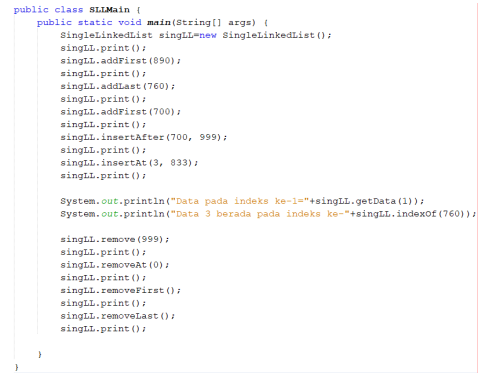 public class SLLMain {
public static void main(String[] args) {
SingleLinkedList singLL=new SingleLinkedList();
singLL.print();
singLL.addFirst(890);
singLL.print();
singLL.addLast(760);
singLL.print();
singLL.addFirst(700);
singLL.print();
singLL.insertAfter(700, 999);
singLL.print();
singLL.insertAt(3, 833);
singLL.print();
System.out.println("Data pada indeks ke-1="+singLL.getData(1));
System.out.println("Data 3 berada pada indeks ke-"+singLL.indexOf(760));
singLL.remove(999);
singLL.print();
singLL.removeAt(0);
singLL.print();
singLL.removeFirst();
singLL.print();
singLL.removeLast();
singLL.print();
}
}